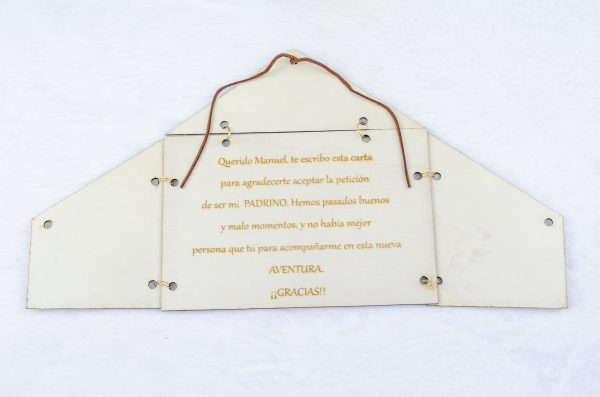 Querido Manuel, te escribo esta carta
para agradecerte aceptar la petición
de ser mi PADRINO. Hemos pasados buenos
y malo momentos, y no había mejor
persona que tú para acompañarme en esta nueva
AVENTURA.
¡¡GRACIAS!!